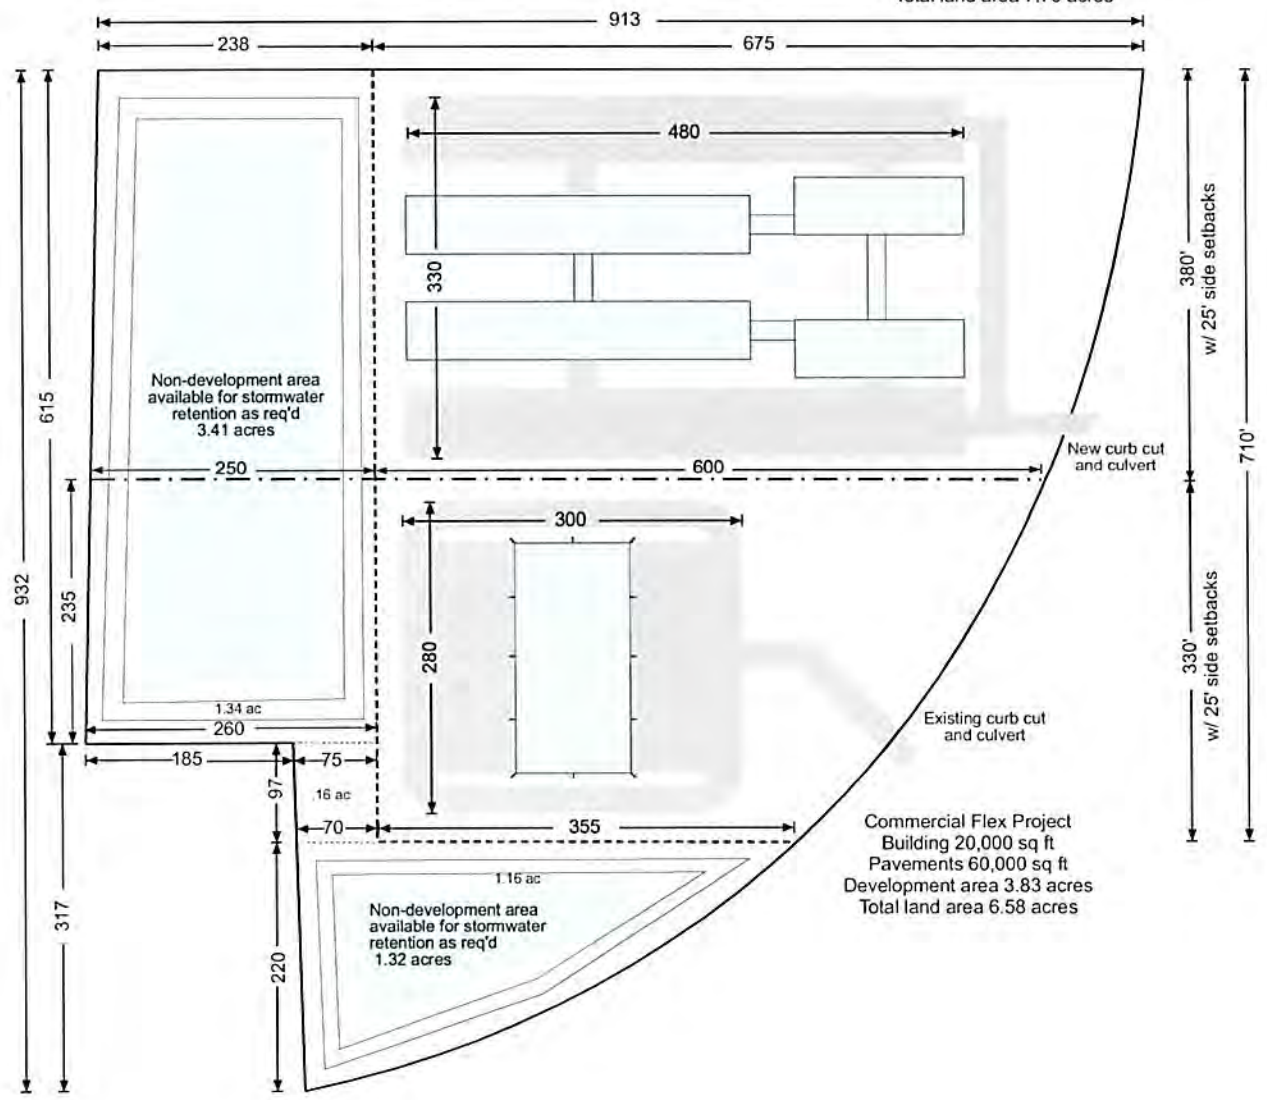 913
238
675
480
330
380'
w/ 25' side setbacks
710'
615
Non-development area
available for stormwater
retention as req'd
3.41 acres
New curb cut
and culvert
250
600
300
932
235
280
330'
w/ 25' side setbacks
1.34 ac
260
Existing curb cut
and culvert
185
75
97
.16 ac
70
355
Commercial Flex Project
Building 20,000 sq ft
Pavements 60,000 sq ft
Development area 3.83 acres
Total land area 6.58 acres
1.16 ac
317
Non-development area
available for stormwater
retention as req'd
1.32 acres
220